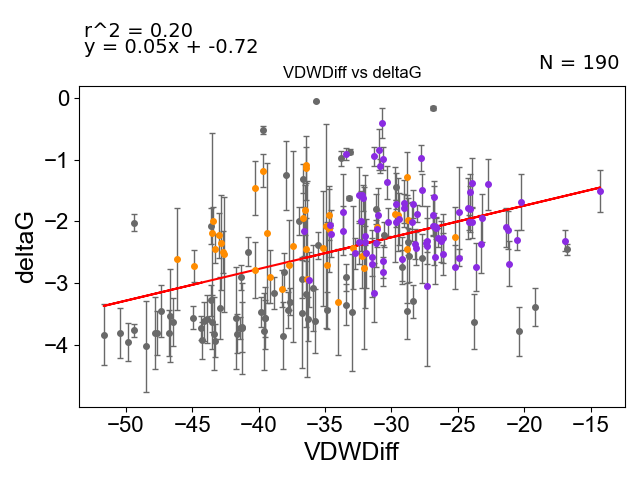 r^2 = 0.20
y = 0.05x + -0.72
N = 190
VDWDiff vs deltaG
0
−1
−2
−3
−4
deltaG
−50 −45 −40 −35 −30 −25 −20 −15
VDWDiff